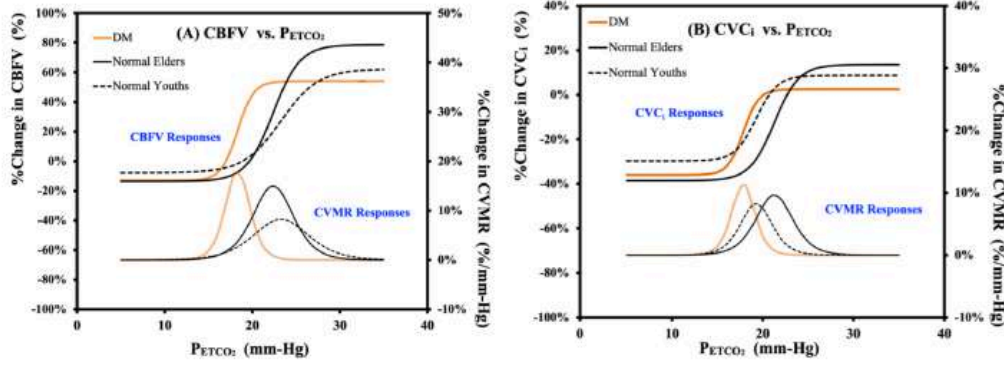 (A) CBFV vs. PETCO₂
DM
Normal Elders
Normal Youths
CBFV Responses
CVMR Responses
%Change in CBFV (%)
100%
80%
60%
40%
20%
0%
-20%
-40%
-60%
-80%
-100%
%Change in CVMR (%/mm-Hg)
50%
40%
30%
20%
10%
0%
-10%
0
10
20
30
40
PETCO₂ (mm-Hg)
(B) CVCi vs. PETCO₂
DM
Normal Elders
Normal Youths
CVCi Responses
CVMR Responses
%Change in CVCi (%)
40%
20%
0%
-20%
-40%
-60%
-80%
-100%
%Change in CVMR (%/mm-Hg)
40%
30%
20%
10%
0%
-10%
0
10
20
30
40
PETCO₂ (mm-Hg)